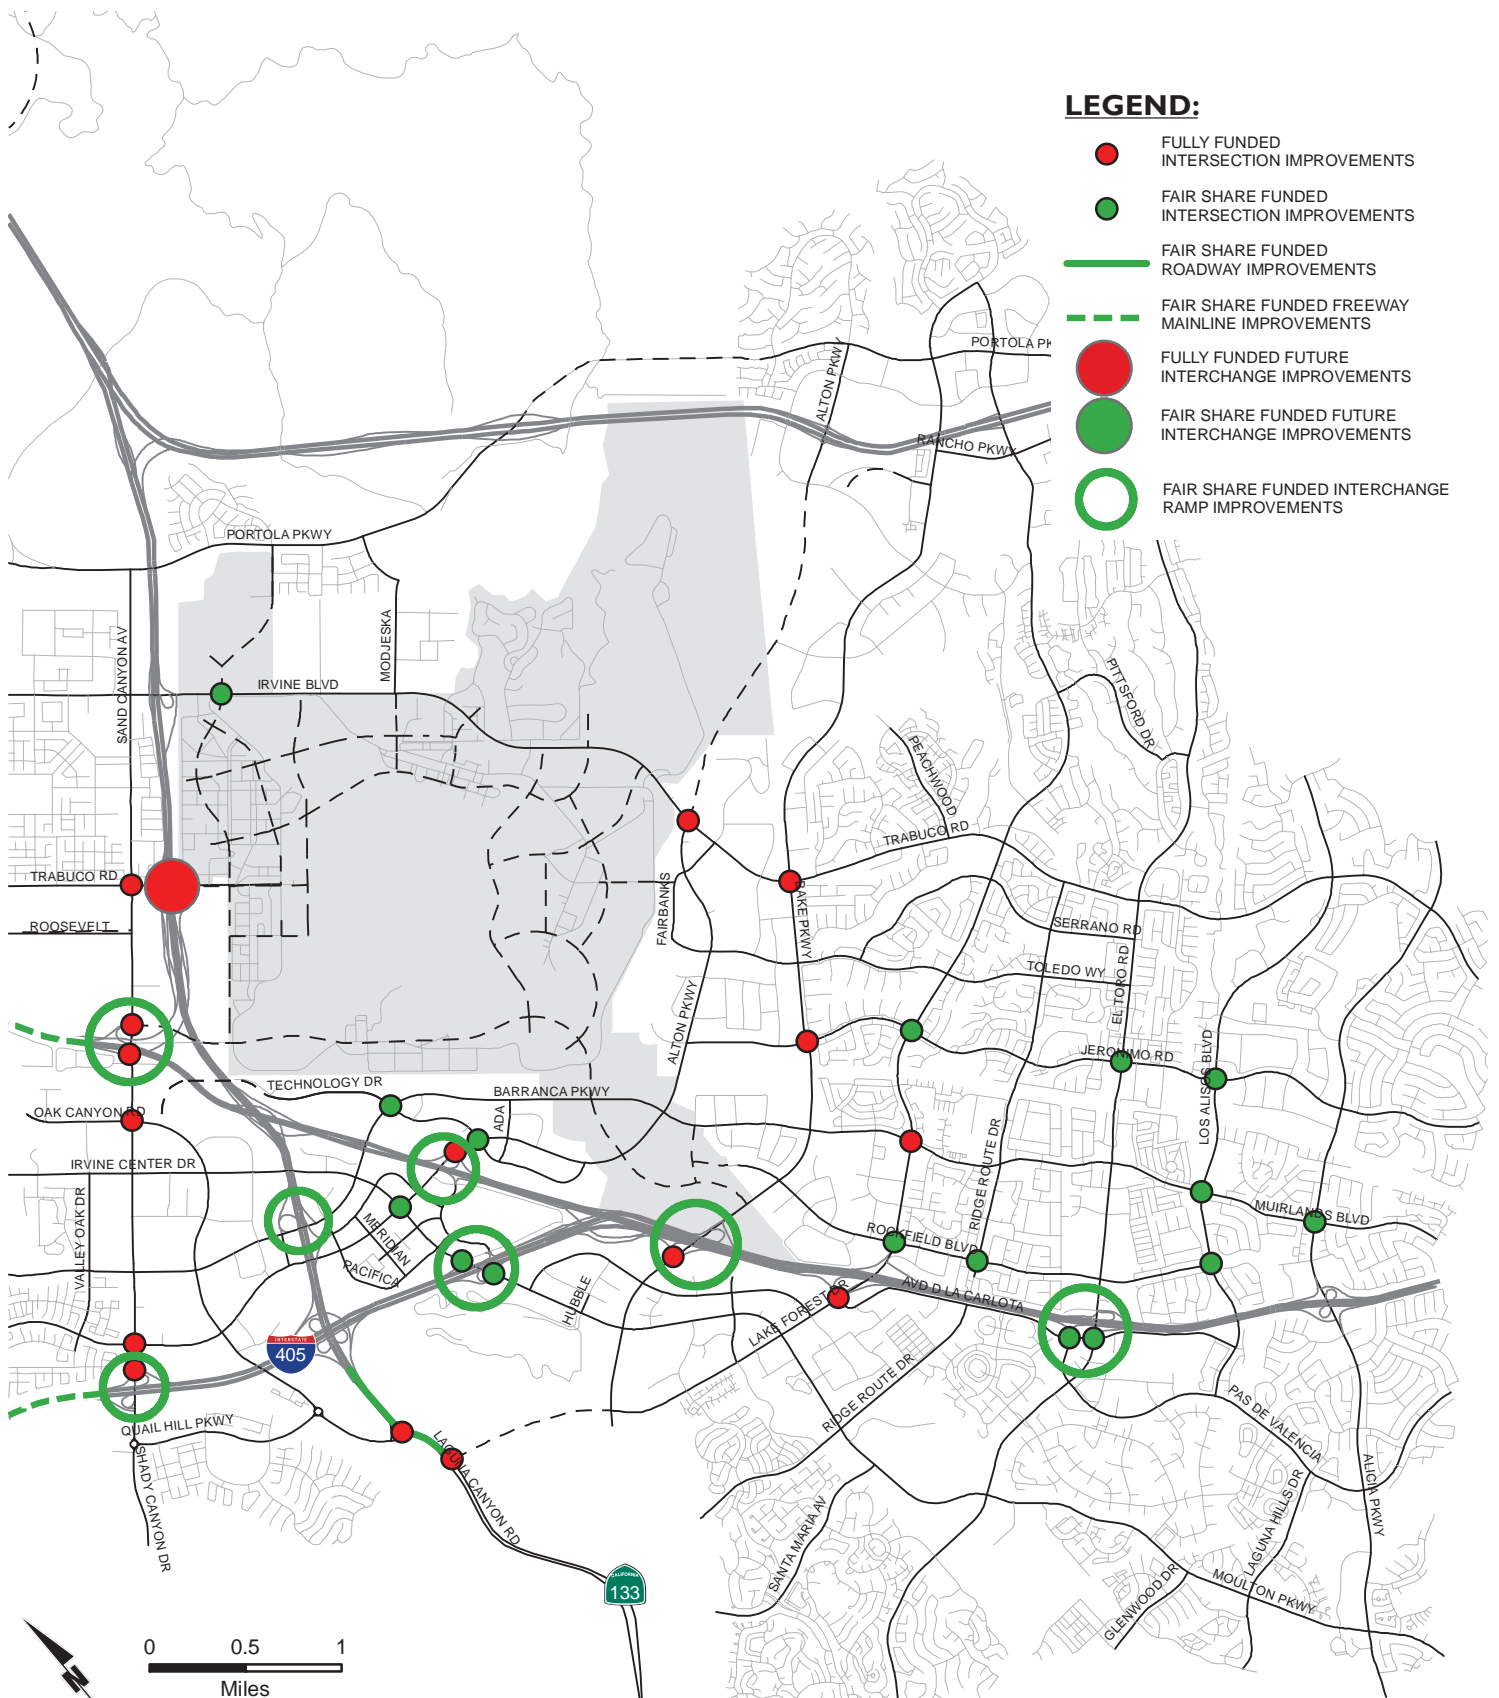 LEGEND:
FULLY FUNDED
INTERSECTION IMPROVEMENTS
FAIR SHARE FUNDED
INTERSECTION IMPROVEMENTS
FAIR SHARE FUNDED
ROADWAY IMPROVEMENTS
FAIR SHARE FUNDED FREEWAY
MAINLINE IMPROVEMENTS
FULLY FUNDED FUTURE
INTERCHANGE IMPROVEMENTS
FAIR SHARE FUNDED FUTURE
INTERCHANGE IMPROVEMENTS
FAIR SHARE FUNDED INTERCHANGE
RAMP IMPROVEMENTS
PORTOLA PK
ALTON PKWY
RANCHO PKWY
PORTOLA PKWY
SAND CANYON AV
MODJESKA
IRVINE BLVD
PITTSFORD DR
PEACHWOOD
TRABUCO RD
TRABUCO RD
BAKE PKWY
FAIRBANKS
ROOSEVELT
SERRANO RD
TOLEDO WY
EL TORO RD
ALTON PKWY
JERONIMO RD
LOS ALISOS BLVD
TECHNOLOGY DR
BARRANCA PKWY
ADA
OAK CANYON RD
IRVINE CENTER DR
VALLEY OAK DR
MERIDIAN
PACIFICA
HUBBLE
RIDGE ROUTE DR
ROCKFIELD BLVD
MUIRLANDS BLVD
AVD D LA CARLOTA
LAKE FOREST DR
RIDGE ROUTE DR
INTERSTATE
405
QUAIL HILL PKWY
SHADY CANYON DR
LAGUNA CANYON RD
PAS DE VALENCIA
ALICIA PKWY
LAGUNA HILLS DR
SANTA MARIA AV
MOULTON PKWY
GLENWOOD DR
CALIFORNIA
133
0 0.5 1
Miles
N